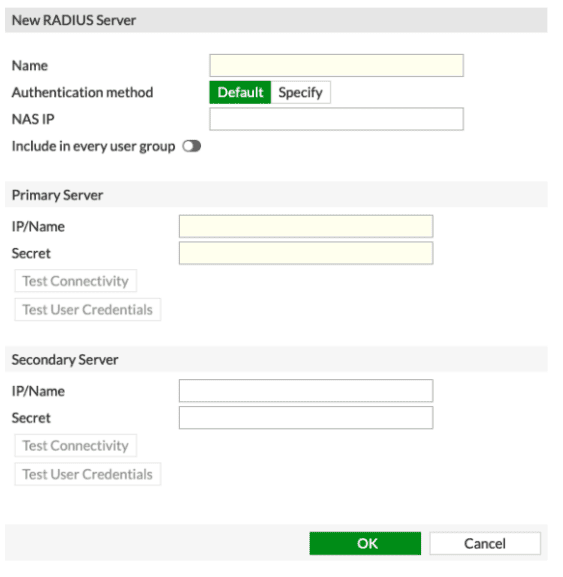 New RADIUS Server
Name
Authentication method Default Specify
NAS IP
Include in every user group
Primary Server
IP/Name
Secret
Test Connectivity
Test User Credentials
Secondary Server
IP/Name
Secret
Test Connectivity
Test User Credentials
OK Cancel